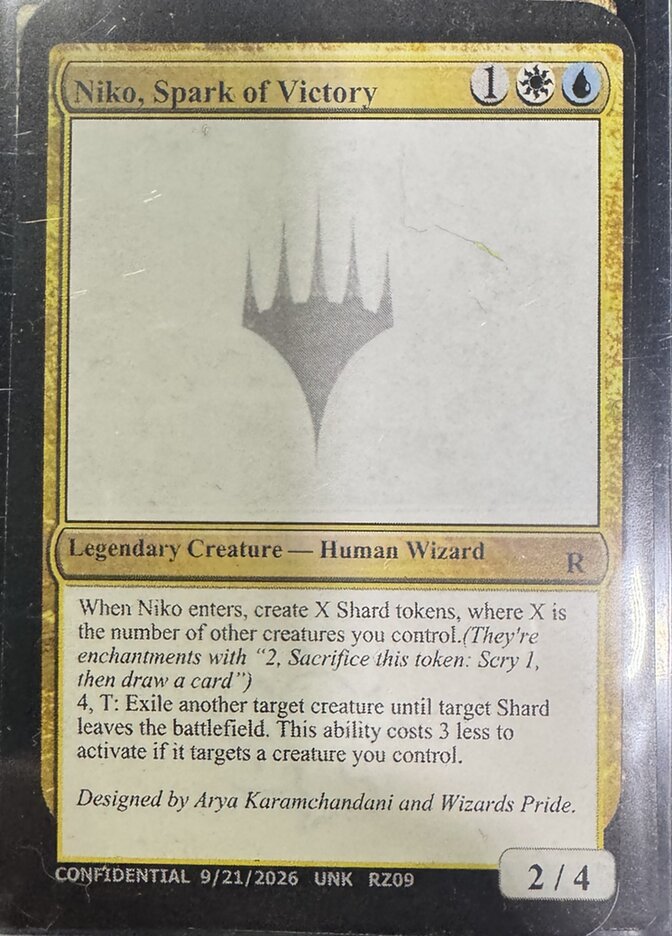 Niko, Spark of Victory 1
Legendary Creature — Human Wizard
R
When Niko enters, create X Shard tokens, where X is
the number of other creatures you control.(They're
enchantments with “2, Sacrifice this token: Scry 1,
then draw a card”)
4, T: Exile another target creature until target Shard
leaves the battlefield. This ability costs 3 less to
activate if it targets a creature you control.
Designed by Arya Karamchandani and Wizards Pride.
CONFIDENTIAL 9/21/2026 UNK RZ09
2 / 4